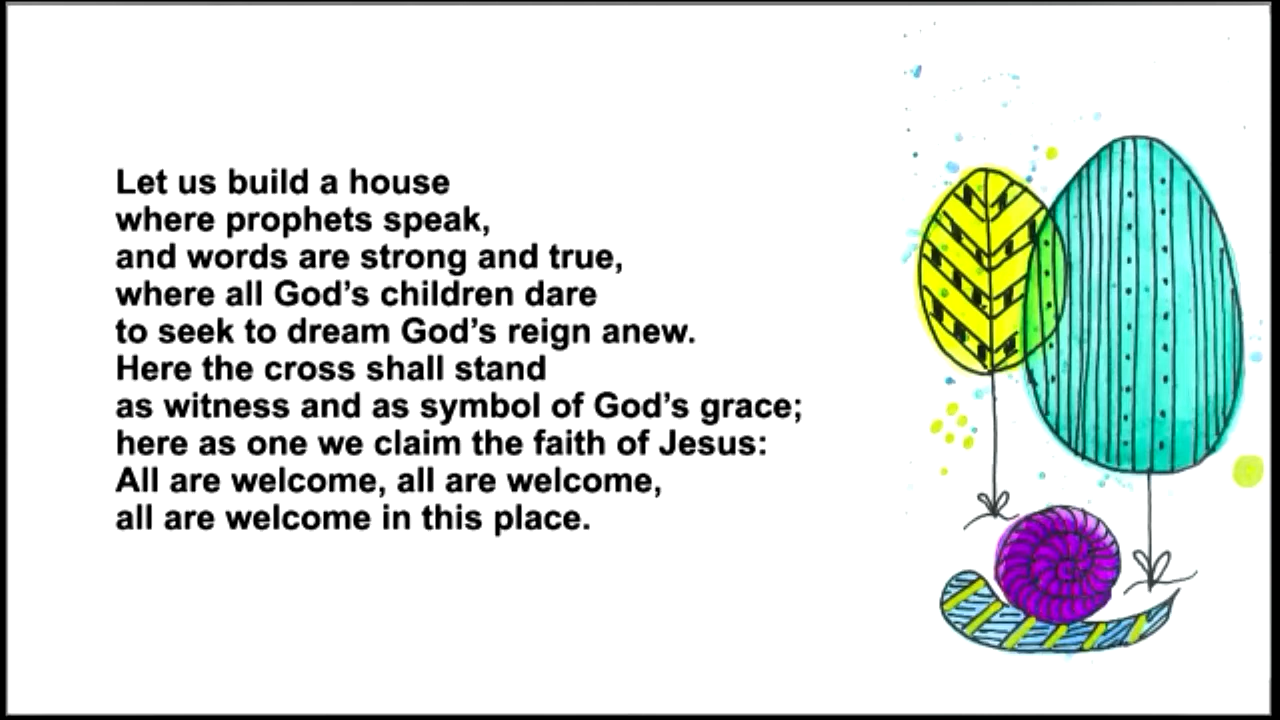 Let us build a house
where prophets speak,
and words are strong and true,
where all God’s children dare
to seek to dream God’s reign anew.
Here the cross shall stand
as witness and as symbol of God’s grace;
here as one we claim the faith of Jesus:
All are welcome, all are welcome,
all are welcome in this place.